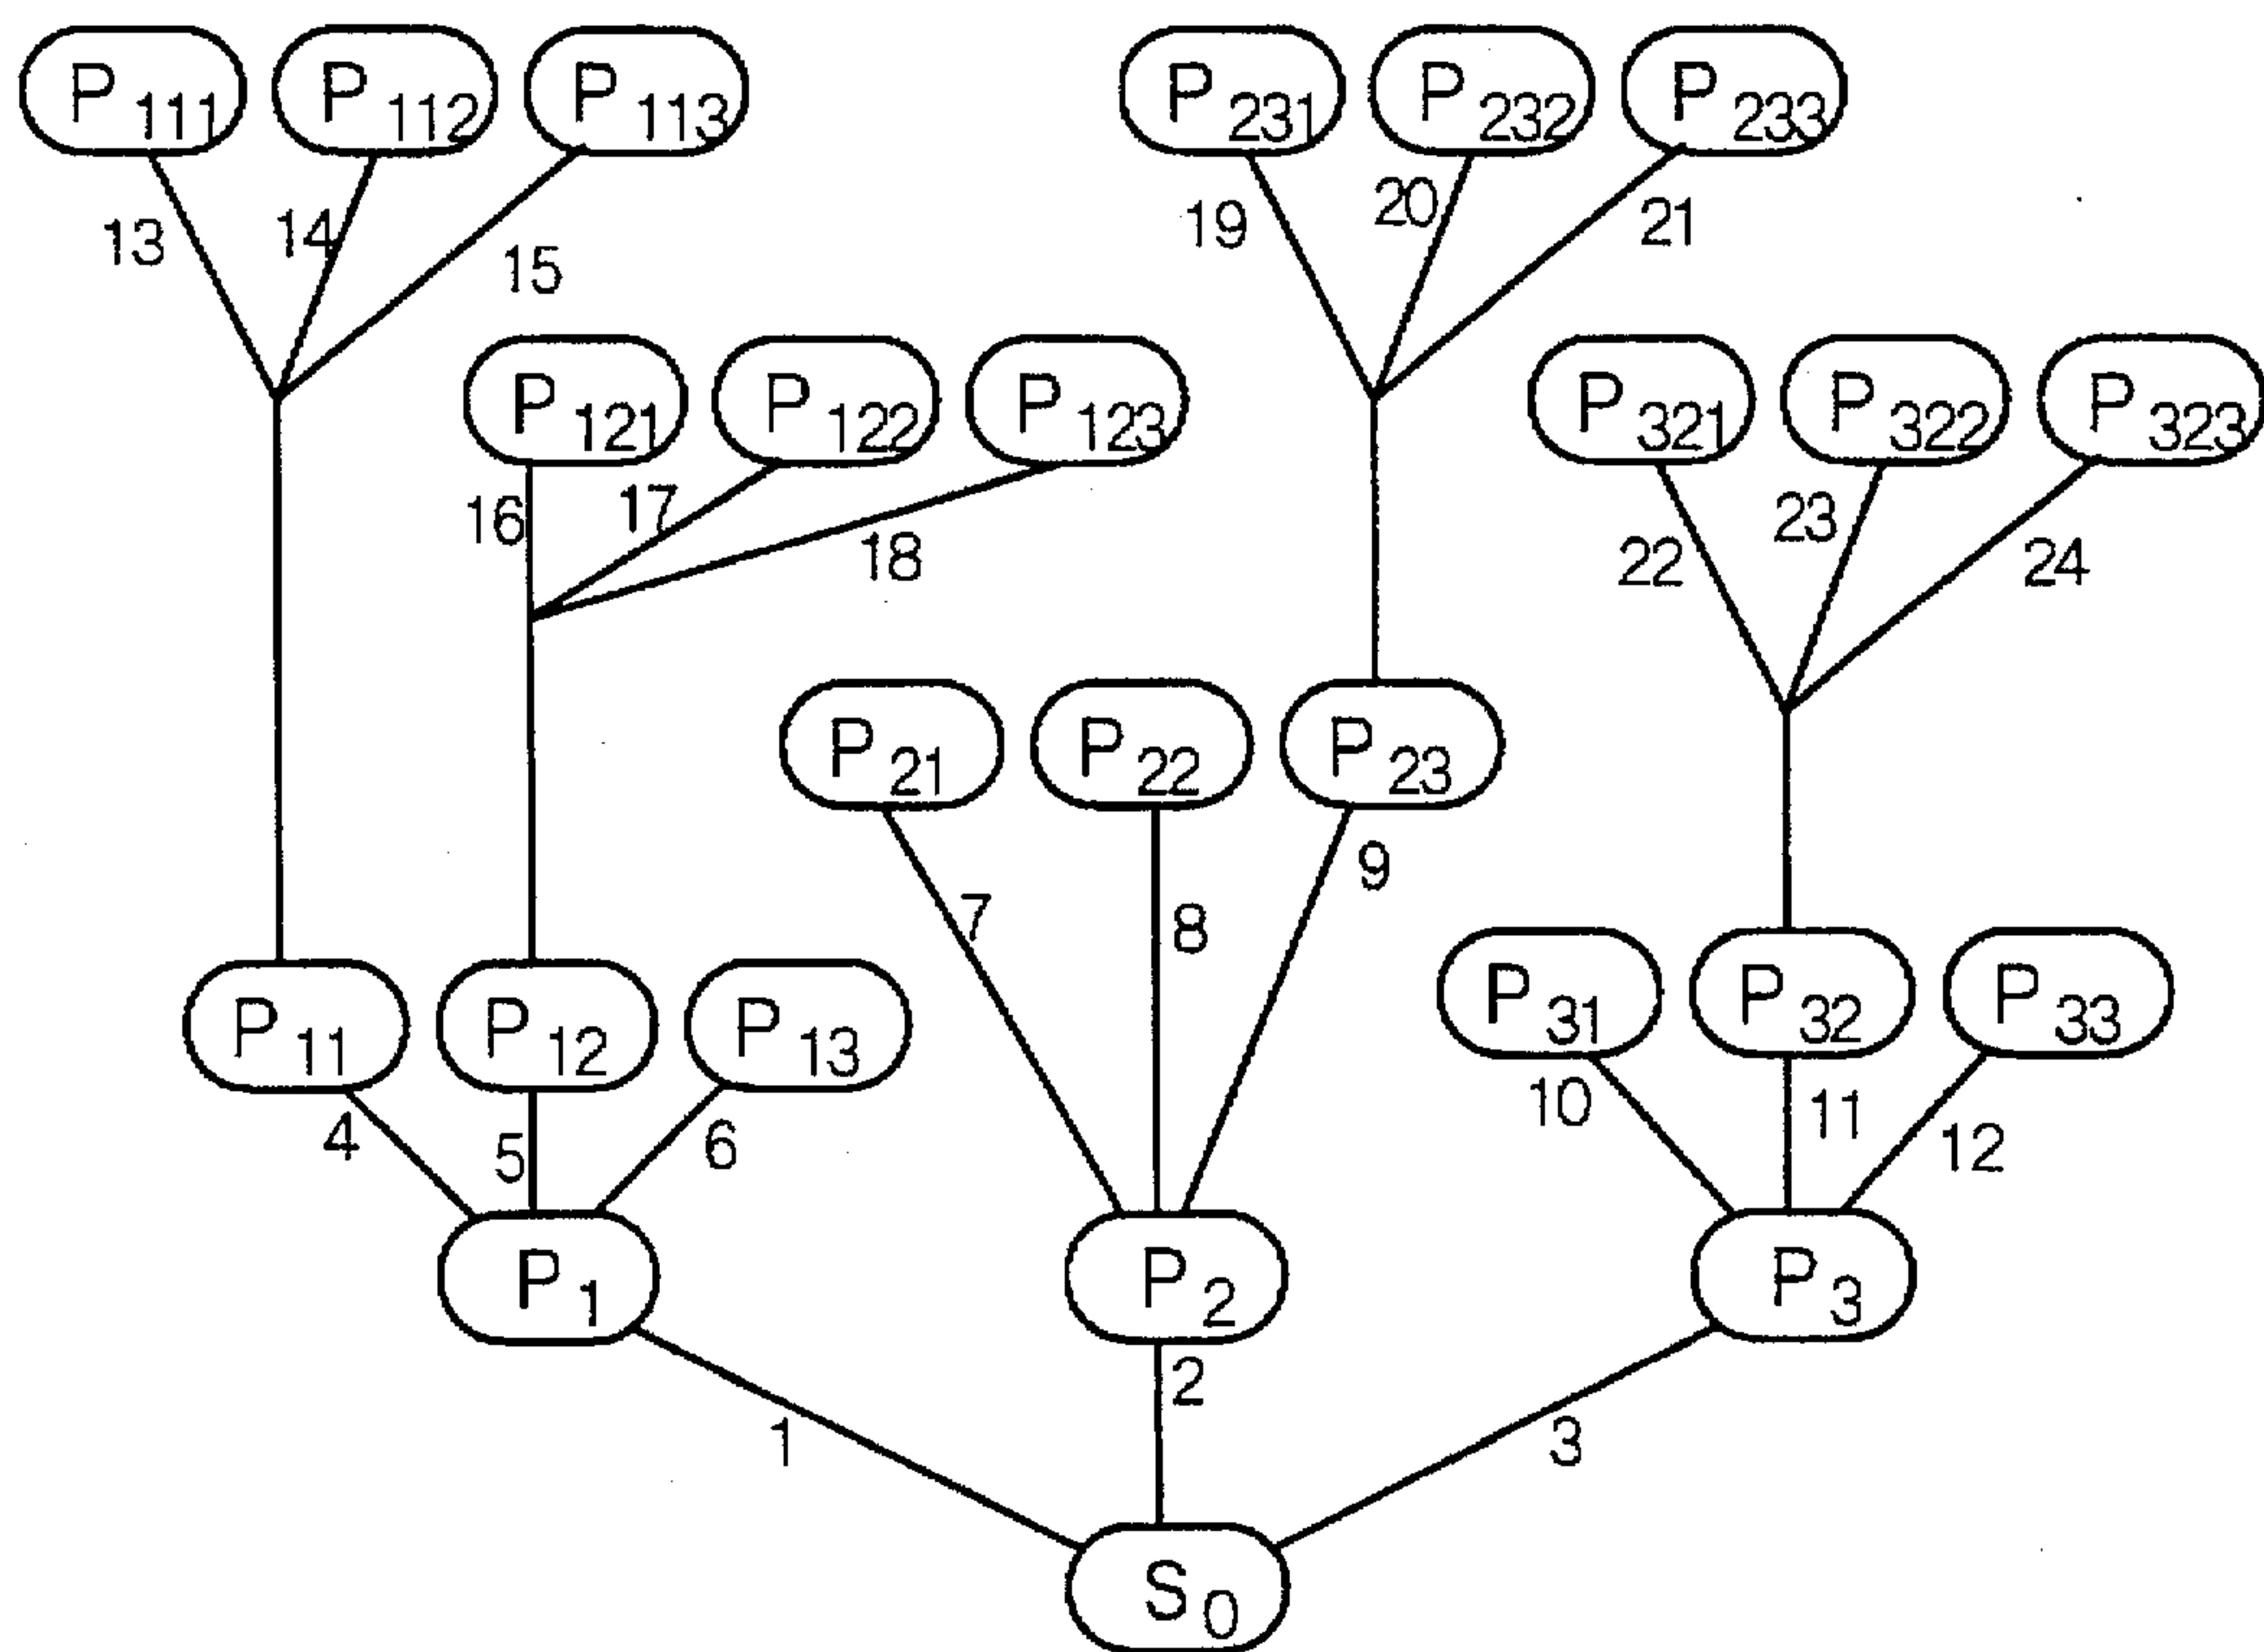 P111 P112 P113 P231 P232 P233
13 14 15 19 20 21
P121 P122 P123 P321 P322 P323
16 17 18 22 23 24
P21 P22 P23
7 8 9
P11 P12 P13 P31 P32 P33
4 5 6 10 11 12
P1 P2 P3
1 2 3
S0